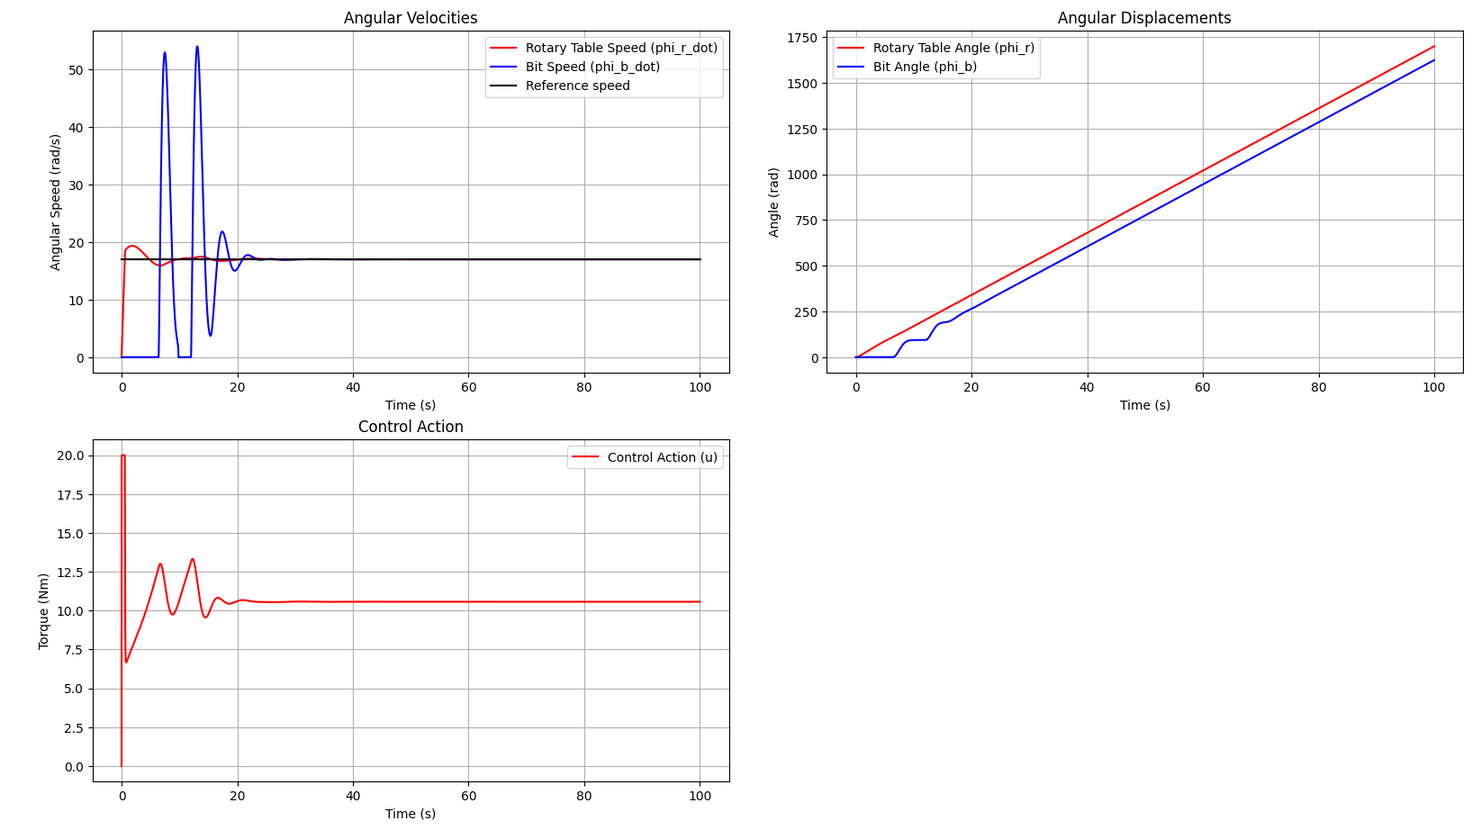 Angular Velocities
Angular Speed (rad/s)
50
40
30
20
10
0
Rotary Table Speed (phi_r_dot)
Bit Speed (phi_b_dot)
Reference speed
0 20 40 60 80 100
Time (s)
Angular Displacements
Angle (rad)
1750
1500
1250
1000
750
500
250
0
Rotary Table Angle (phi_r)
Bit Angle (phi_b)
0 20 40 60 80 100
Time (s)
Control Action
Torque (Nm)
20.0
17.5
15.0
12.5
10.0
7.5
5.0
2.5
0.0
Control Action (u)
0 20 40 60 80 100
Time (s)